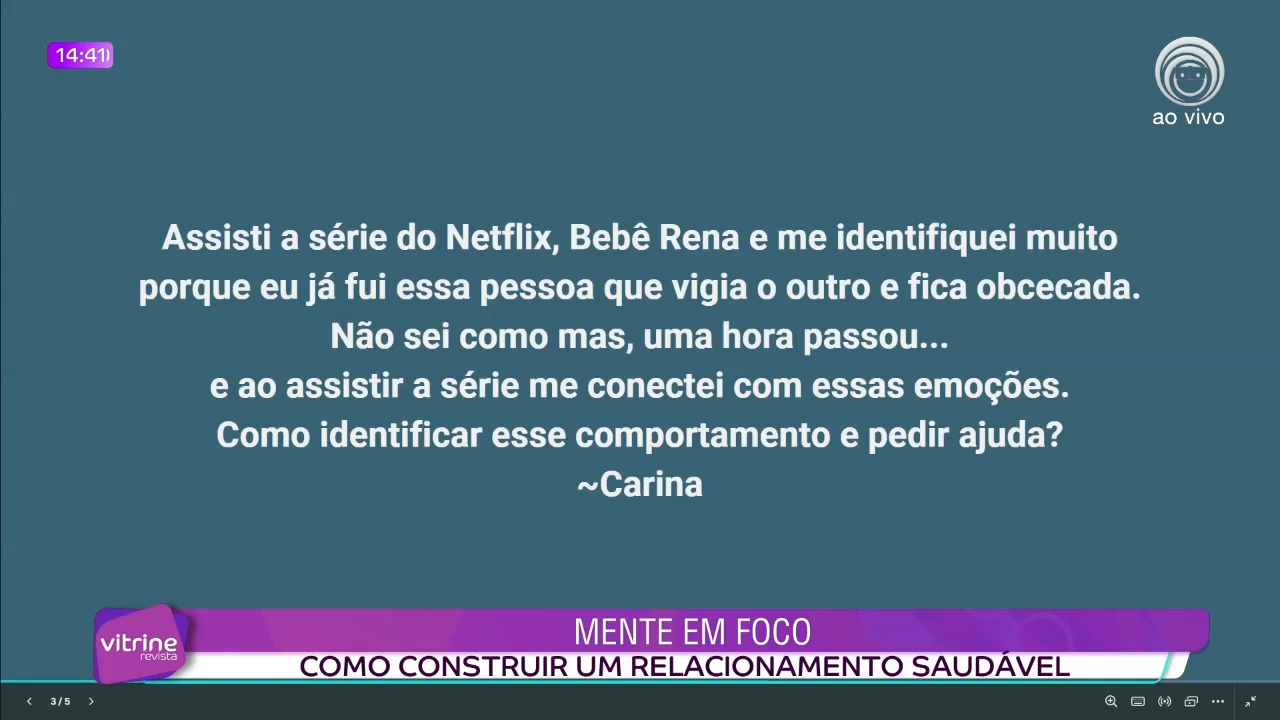 14:41
ao vivo
Assisti a série do Netflix, Bebê Rena e me identifiquei muito
porque eu já fui essa pessoa que vigia o outro e fica obcecada.
Não sei como mas, uma hora passou...
e ao assistir a série me conectei com essas emoções.
Como identificar esse comportamento e pedir ajuda?
~Carina
MENTE EM FOCO
vitrine
revista
COMO CONSTRUIR UM RELACIONAMENTO SAUDÁVEL
3/5